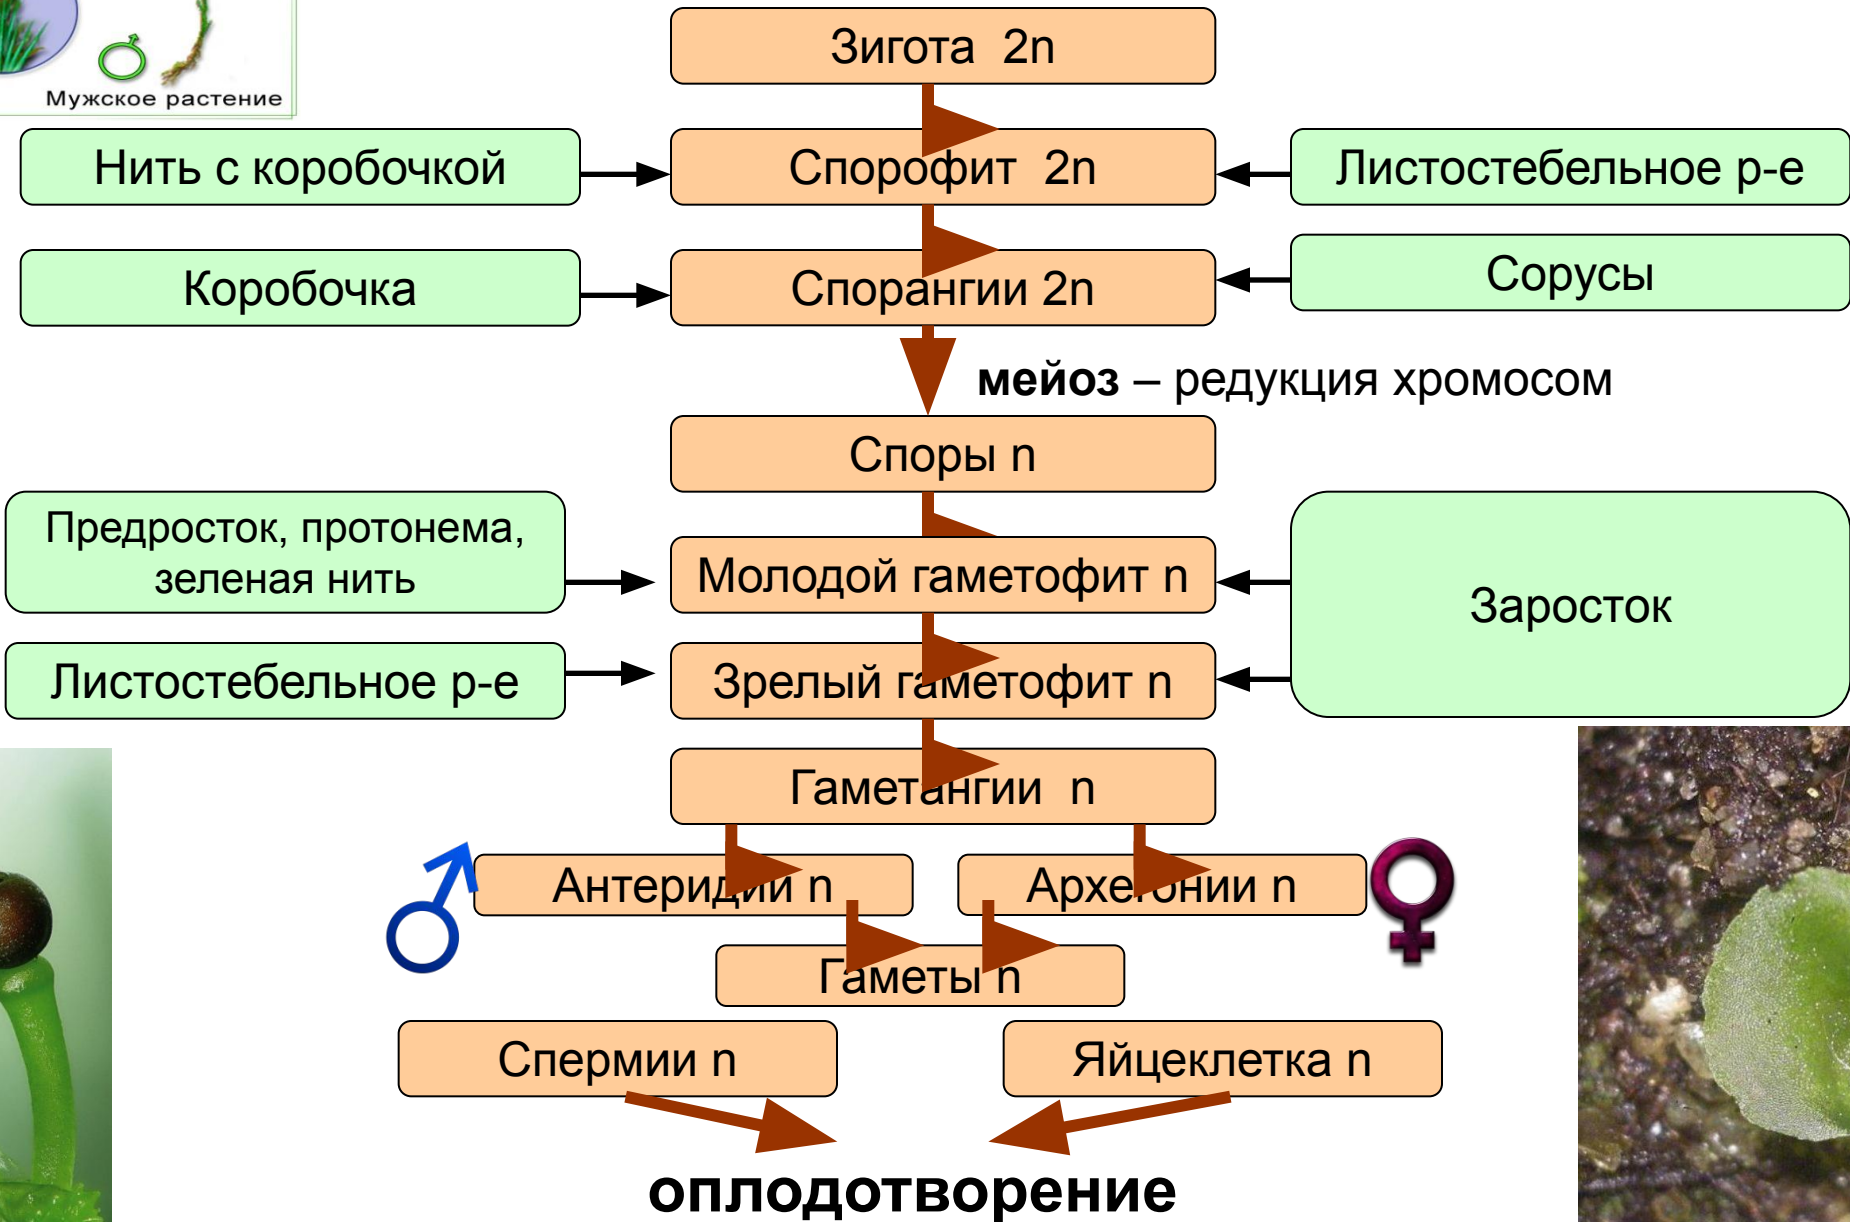 Мужское растение
Зигота 2n
Нить с коробочкой
Спорофит 2n
Листостебельное р-е
Коробочка
Спорангии 2n
Сорусы
мейоз – редукция хромосом
Споры n
Предросток, протонема,
зеленая нить
Молодой гаметофит n
Заросток
Листостебельное р-е
Зрелый гаметофит n
Гаметангии n
Антеридии n
Архегонии n
Гаметы n
Спермии n
Яйцеклетка n
оплодотворение